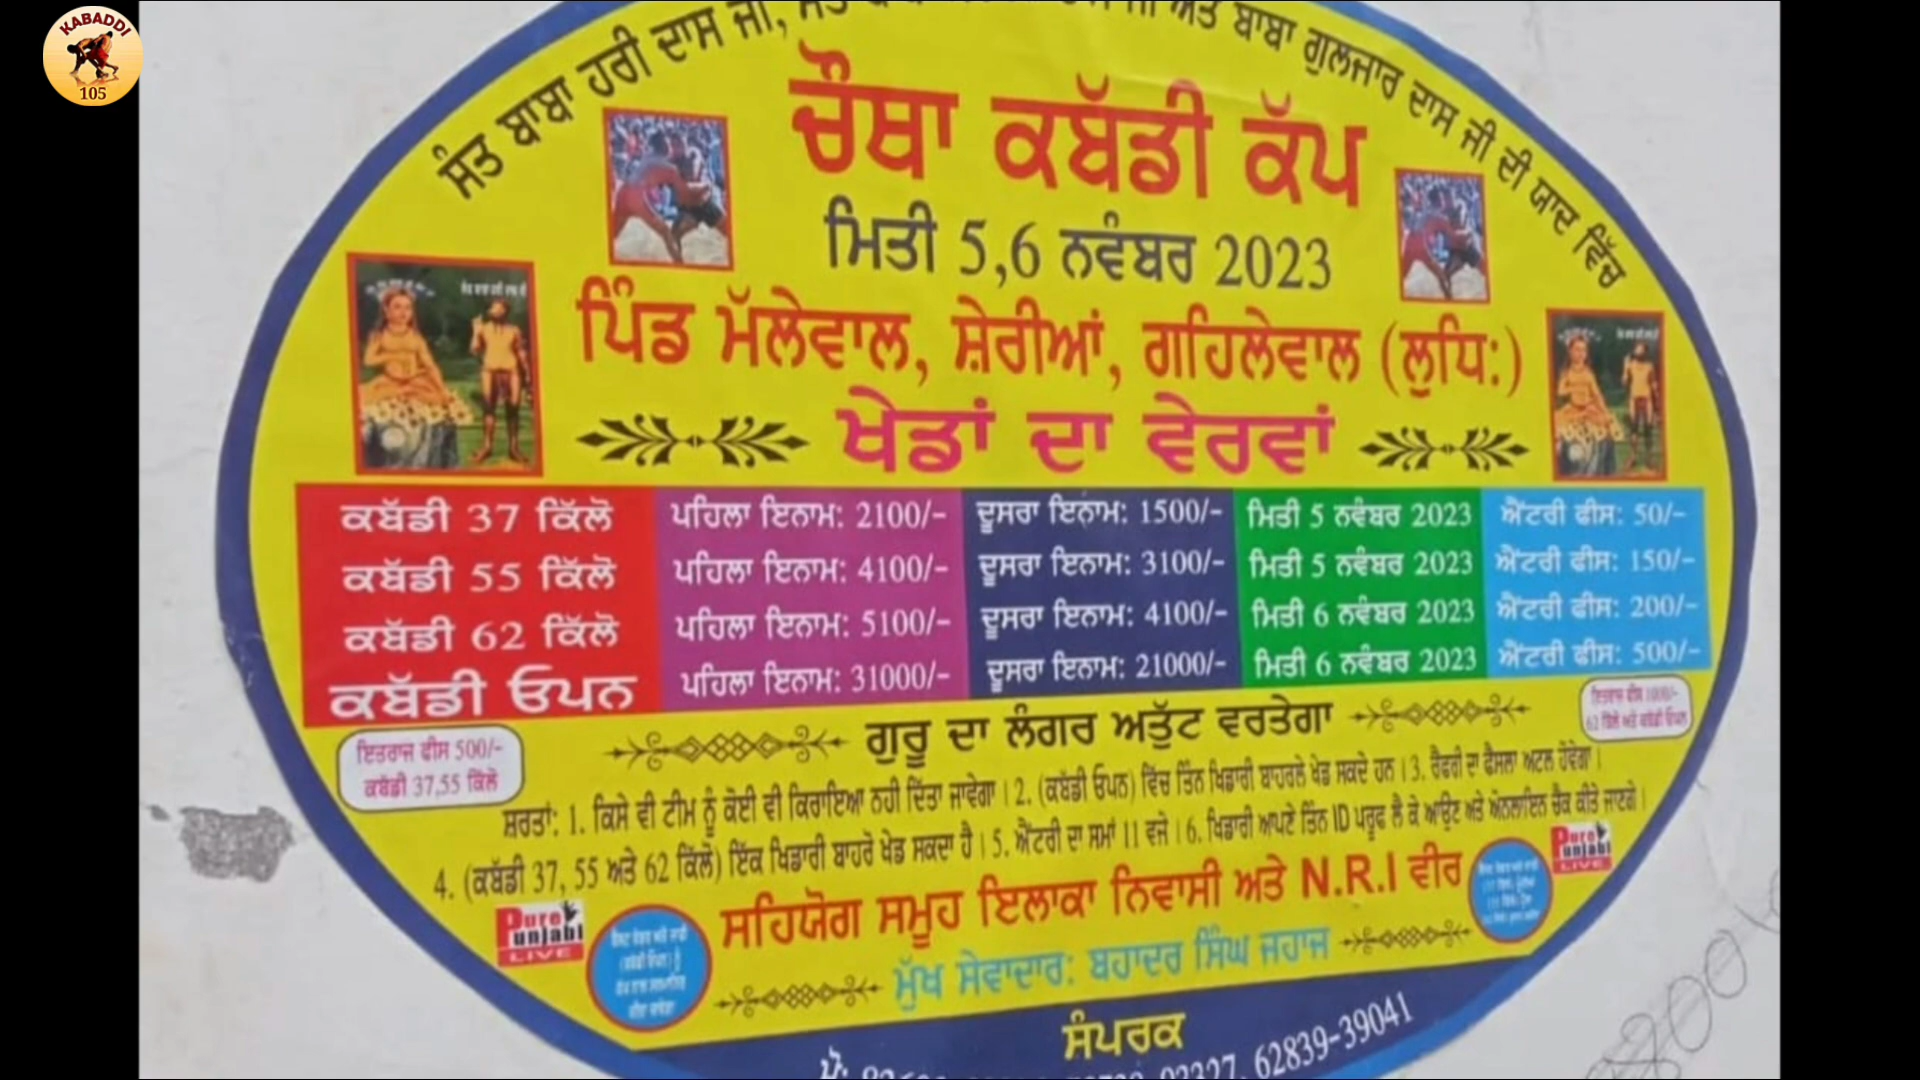 KABADDI
105
ਸੰਤ ਬਾਬਾ ਹਰੀ ਦਾਸ ਜੀ, ਸੰਤ ਬਾਬਾ ਗੁਲਜਾਰ ਦਾਸ ਜੀ ਦੀ ਯਾਦ ਵਿੱਚ
ਚੌਥਾ ਕਬੱਡੀ ਕੱਪ
ਮਿਤੀ 5,6 ਨਵੰਬਰ 2023
ਪਿੰਡ ਮੱਲੇਵਾਲ, ਸ਼ੇਰੀਆਂ, ਗਹਿਲੇਵਾਲ (ਲੁਧਿ:)
ਖੇਡਾਂ ਦਾ ਵੇਰਵਾਂ
ਕਬੱਡੀ 37 ਕਿੱਲੋ ਪਹਿਲਾ ਇਨਾਮ: 2100/- ਦੂਸਰਾ ਇਨਾਮ: 1500/- ਮਿਤੀ 5 ਨਵੰਬਰ 2023 ਐਂਟਰੀ ਫੀਸ: 50/-
ਕਬੱਡੀ 55 ਕਿੱਲੋ ਪਹਿਲਾ ਇਨਾਮ: 4100/- ਦੂਸਰਾ ਇਨਾਮ: 3100/- ਮਿਤੀ 5 ਨਵੰਬਰ 2023 ਐਂਟਰੀ ਫੀਸ: 150/-
ਕਬੱਡੀ 62 ਕਿੱਲੋ ਪਹਿਲਾ ਇਨਾਮ: 5100/- ਦੂਸਰਾ ਇਨਾਮ: 4100/- ਮਿਤੀ 6 ਨਵੰਬਰ 2023 ਐਂਟਰੀ ਫੀਸ: 200/-
ਕਬੱਡੀ ਓਪਨ ਪਹਿਲਾ ਇਨਾਮ: 31000/- ਦੂਸਰਾ ਇਨਾਮ: 21000/- ਮਿਤੀ 6 ਨਵੰਬਰ 2023 ਐਂਟਰੀ ਫੀਸ: 500/-
ਇਤਰਾਜ ਫੀਸ 500/-
ਕਬੱਡੀ 37,55 ਕਿੱਲੋ
ਗੁਰੂ ਦਾ ਲੰਗਰ ਅਤੁੱਟ ਵਰਤੇਗਾ
ਇਤਰਾਜ ਫੀਸ 1000/-
62 ਕਿੱਲੋ ਅਤੇ ਕਬੱਡੀ ਓਪਨ
ਸ਼ਰਤਾਂ: 1. ਕਿਸੇ ਵੀ ਟੀਮ ਨੂੰ ਕੋਈ ਵੀ ਕਿਰਾਇਆ ਨਹੀ ਦਿੱਤਾ ਜਾਵੇਗਾ । 2. (ਕਬੱਡੀ ਓਪਨ) ਵਿੱਚ ਤਿੰਨ ਖਿਡਾਰੀ ਬਾਹਰਲੇ ਖੇਡ ਸਕਦੇ ਹਨ । 3. ਰੈਫਰੀ ਦਾ ਫੈਸਲਾ ਅਟਲ ਹੋਵੇਗਾ ।
4. (ਕਬੱਡੀ 37, 55 ਅਤੇ 62 ਕਿੱਲੋ) ਇੱਕ ਖਿਡਾਰੀ ਬਾਹਰੋ ਖੇਡ ਸਕਦਾ ਹੈ । 5. ਐਂਟਰੀ ਦਾ ਸਮਾਂ 11 ਵਜੇ । 6. ਖਿਡਾਰੀ ਅਪਣੇ ਤਿੰਨ ID ਪਰੂਫ ਲੈ ਕੇ ਆਉਣ ਅਤੇ ਔਨਲਾਇਨ ਚੈਕ ਕੀਤੇ ਜਾਣਗੇ ।
ਸਹਿਯੋਗ ਸਮੂਹ ਇਲਾਕਾ ਨਿਵਾਸੀ ਅਤੇ N.R.I ਵੀਰ
Pure Punjabi LIVE
Pure Punjabi LIVE
ਮੁੱਖ ਸੇਵਾਦਾਰ: ਬਹਾਦਰ ਸਿੰਘ ਜਹਾਜ
ਸੰਪਰਕ
62839-39041